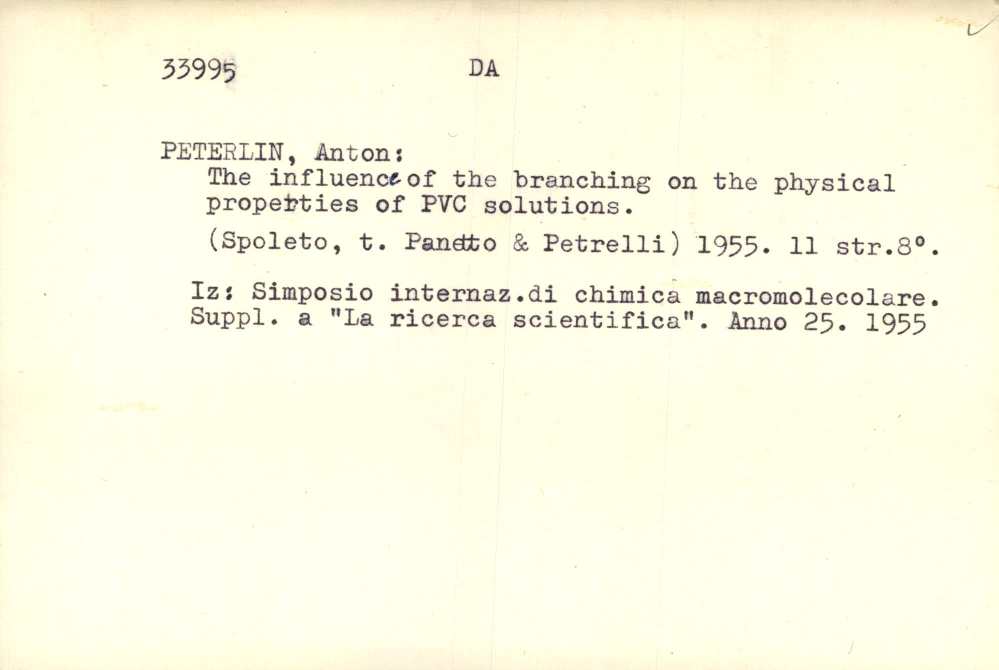 33995 DA
PETERLIN, Anton:
The influence of the branching on the physical
properties of PVC solutions.
(Spoleto, t. Panetto & Petrelli) 1955. 11 str.8°.
Iz: Simposio internaz.di chimica macromolecolare.
Suppl. a "La ricerca scientifica". Anno 25. 1955